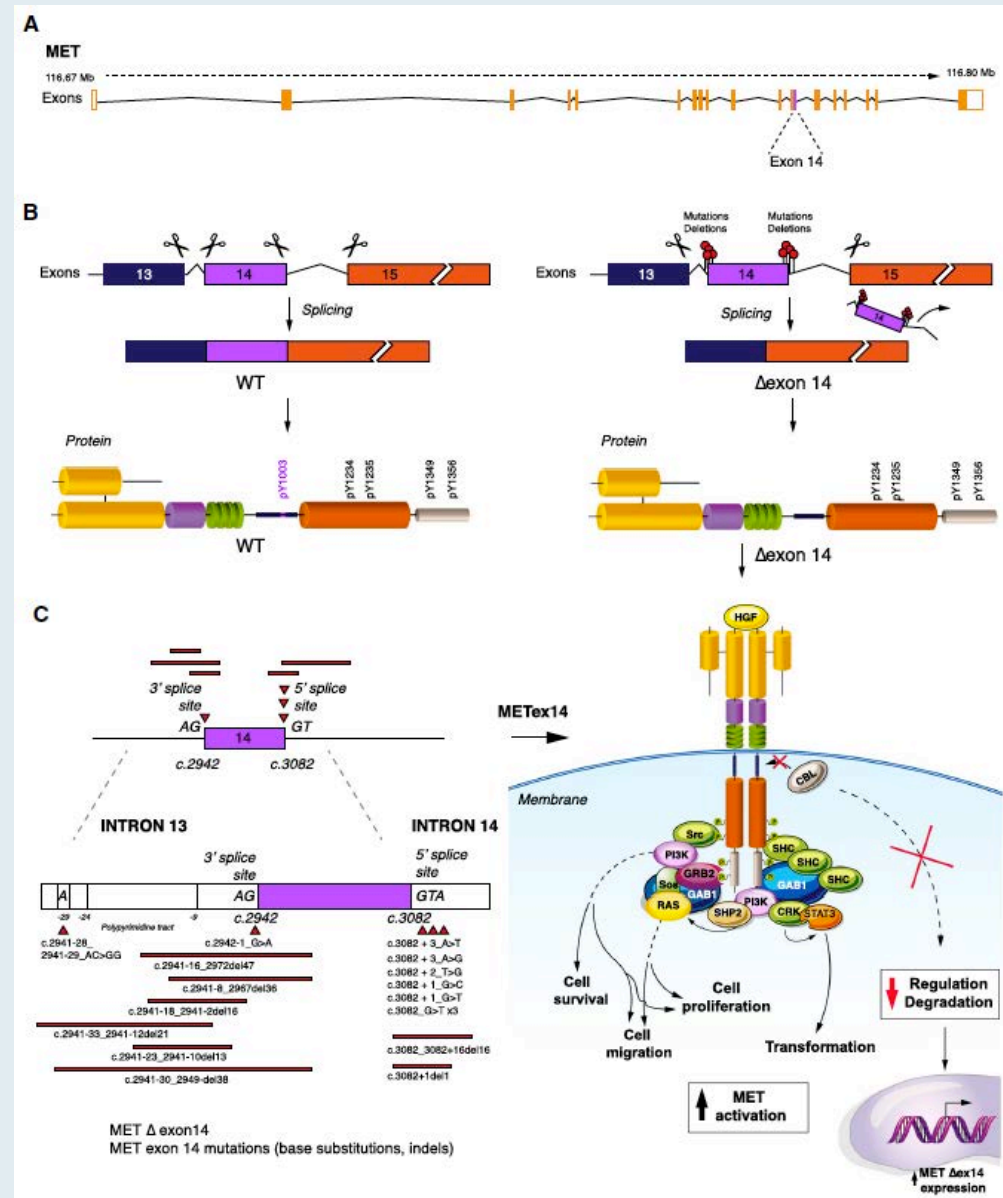 A
MET
116.67 Mb
116.80 Mb
Exons
Exon 14
B
Mutations
Deletions
Mutations
Deletions
Exons
13
14
15
Exons
13
14
15
14
Splicing
Splicing
WT
Δexon 14
Protein
pY1003
pY1234
pY1235
pY1349
pY1356
WT
Protein
pY1234
pY1235
pY1349
pY1356
Δexon 14
C
3' splice
site
5' splice
site
AG
14
GT
c.2942
c.3082
INTRON 13
INTRON 14
3' splice
site
5' splice
site
A
AG
GTA
-29
-24
-9
c.2942
c.3082
Polypyrimidine tract
c.2941-28_
2941-29_AC>GG
c.2942-1_G>A
c.2941-16_2972del47
c.2941-8_2967del36
c.2941-18_2941-2del16
c.2941-33_2941-12del21
c.2941-23_2941-10del13
c.2941-30_2949-del38
c.3082 + 3_A>T
c.3082 + 3_A>G
c.3082 + 2_T>G
c.3082 + 1_G>C
c.3082 + 1_G>T
c.3082_G>T x3
c.3082_3082+16del16
c.3082+1del1
MET Δ exon14
MET exon 14 mutations (base substitutions, indels)
METex14
HGF
CBL
Membrane
Src
PI3K
GRB2
Sos
GAB1
RAS
SHP2
PI3K
SHC
SHC
SHC
GAB1
CRK
STAT3
P
P
P
P
P
P
P
P
Cell
survival
Cell
migration
Cell
proliferation
Transformation
MET
activation
Regulation
Degradation
MET Δex14
expression